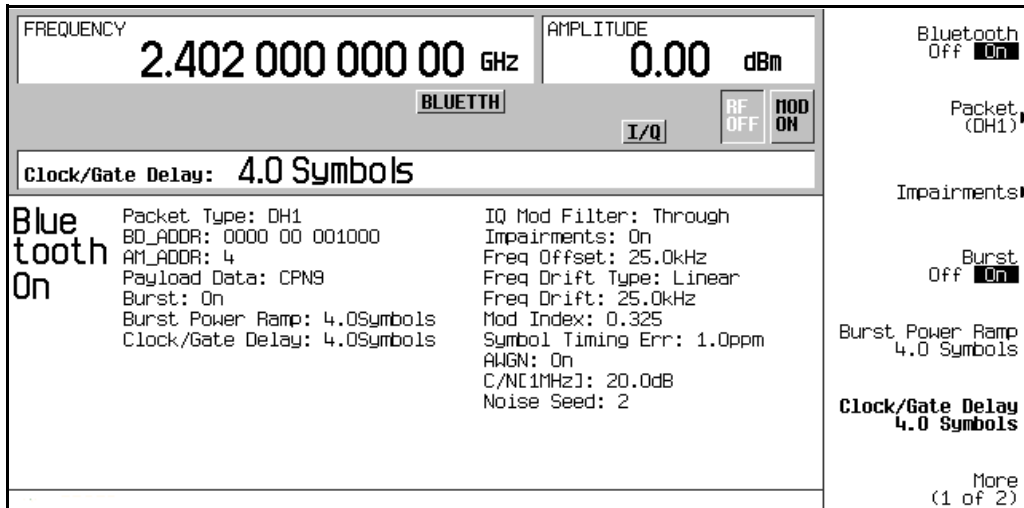 FREQUENCY
2.402 000 000 00 GHz
AMPLITUDE
0.00 dBm
BLUETTH
I/Q
RF OFF
MOD ON
Clock/Gate Delay: 4.0 Symbols
Blue
tooth
On
Packet Type: DH1
BD_ADDR: 0000 00 001000
AM_ADDR: 4
Payload Data: CPN9
Burst: On
Burst Power Ramp: 4.0Symbols
Clock/Gate Delay: 4.0Symbols
IQ Mod Filter: Through
Impairments: On
Freq Offset: 25.0kHz
Freq Drift Type: Linear
Freq Drift: 25.0kHz
Mod Index: 0.325
Symbol Timing Err: 1.0ppm
AWGN: On
C/N[1MHz]: 20.0dB
Noise Seed: 2
Bluetooth
Off On
Packet
(DH1)
Impairments
Burst
Off On
Burst Power Ramp
4.0 Symbols
Clock/Gate Delay
4.0 Symbols
More
(1 of 2)